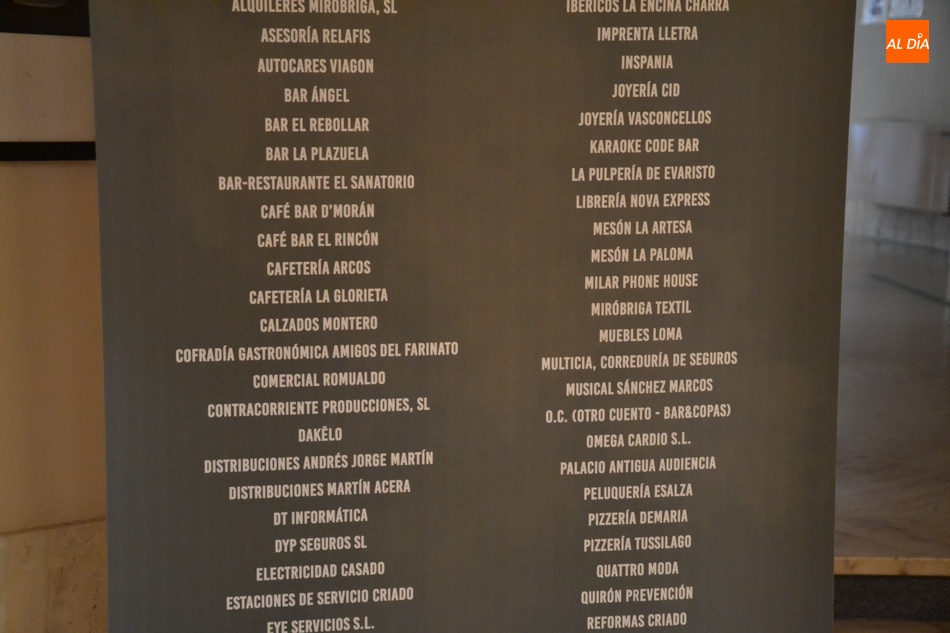 ALQUILERES MIRÓBRIGA, SL
ASESORÍA RELAFIS
AUTOCARES VIAGON
BAR ÁNGEL
BAR EL REBOLLAR
BAR LA PLAZUELA
BAR-RESTAURANTE EL SANATORIO
CAFÉ BAR D'MORÁN
CAFÉ BAR EL RINCÓN
CAFETERÍA ARCOS
CAFETERÍA LA GLORIETA
CALZADOS MONTERO
COFRADÍA GASTRONÓMICA AMIGOS DEL FARINATO
COMERCIAL ROMUALDO
CONTRACORRIENTE PRODUCCIONES, SL
DAKÊLO
DISTRIBUCIONES ANDRÉS JORGE MARTÍN
DISTRIBUCIONES MARTÍN ACERA
DT INFORMÁTICA
DYP SEGUROS SL
ELECTRICIDAD CASADO
ESTACIONES DE SERVICIO CRIADO
EYE SERVICIOS S.L.
IBÉRICOS LA ENCINA CHARRA
IMPRENTA LLETRA
INSPANIA
JOYERÍA CID
JOYERÍA VASCONCELLOS
KARAOKE CODE BAR
LA PULPERÍA DE EVARISTO
LIBRERÍA NOVA EXPRESS
MESÓN LA ARTESA
MESÓN LA PALOMA
MILAR PHONE HOUSE
MIRÓBRIGA TEXTIL
MUEBLES LOMA
MULTICIA, CORREDURÍA DE SEGUROS
MUSICAL SÁNCHEZ MARCOS
O.C. (OTRO CUENTO - BAR&COPAS)
OMEGA CARDIO S.L.
PALACIO ANTIGUA AUDIENCIA
PELUQUERÍA ESALZA
PIZZERÍA DEMARIA
PIZZERÍA TUSSILAGO
QUATTRO MODA
QUIRÓN PREVENCIÓN
REFORMAS CRIADO
AL DÍA